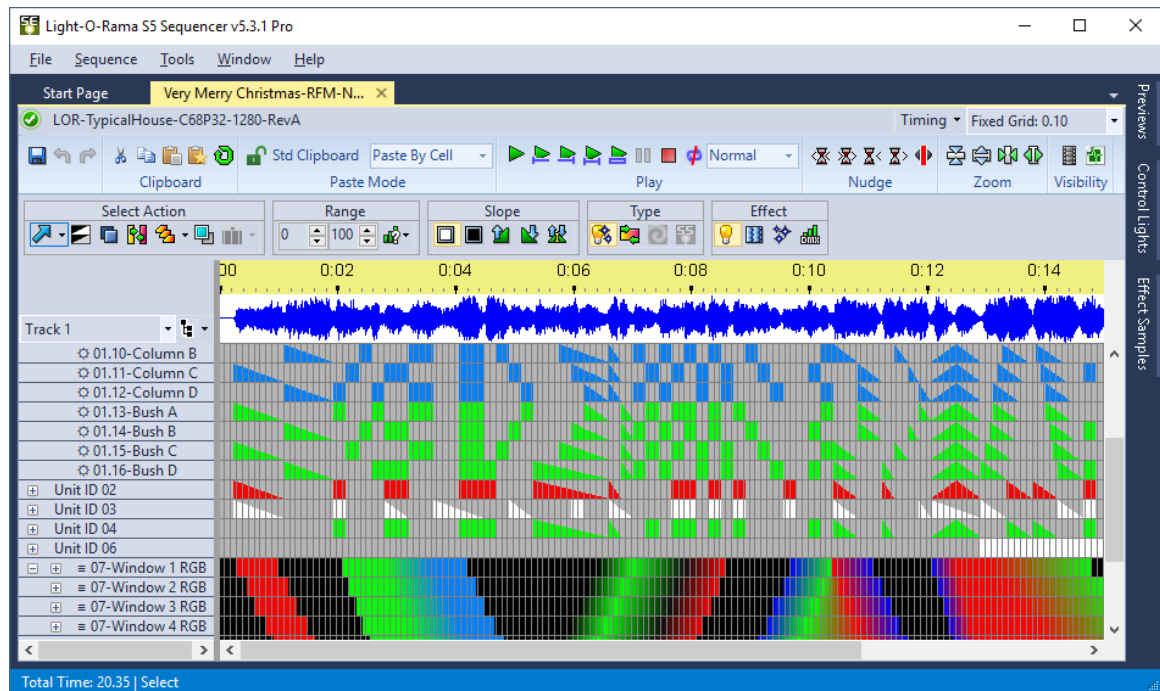 Light-O-Rama S5 Sequencer v5.3.1 Pro
File Sequence Tools Window Help
Start Page Very Merry Christmas-RFM-N...
LOR-TypicalHouse-C68P32-1280-RevA Timing Fixed Grid: 0.10
Std Clipboard Paste By Cell Normal
Clipboard Paste Mode Play Nudge Zoom Visibility
Select Action Range Slope Type Effect
0 100 dmx
00 0:02 0:04 0:06 0:08 0:10 0:12 0:14
Track 1
01.10-Column B
01.11-Column C
01.12-Column D
01.13-Bush A
01.14-Bush B
01.15-Bush C
01.16-Bush D
Unit ID 02
Unit ID 03
Unit ID 04
Unit ID 06
07-Window 1 RGB
07-Window 2 RGB
07-Window 3 RGB
07-Window 4 RGB
Total Time: 20.35 | Select
Previews
Control Lights
Effect Samples